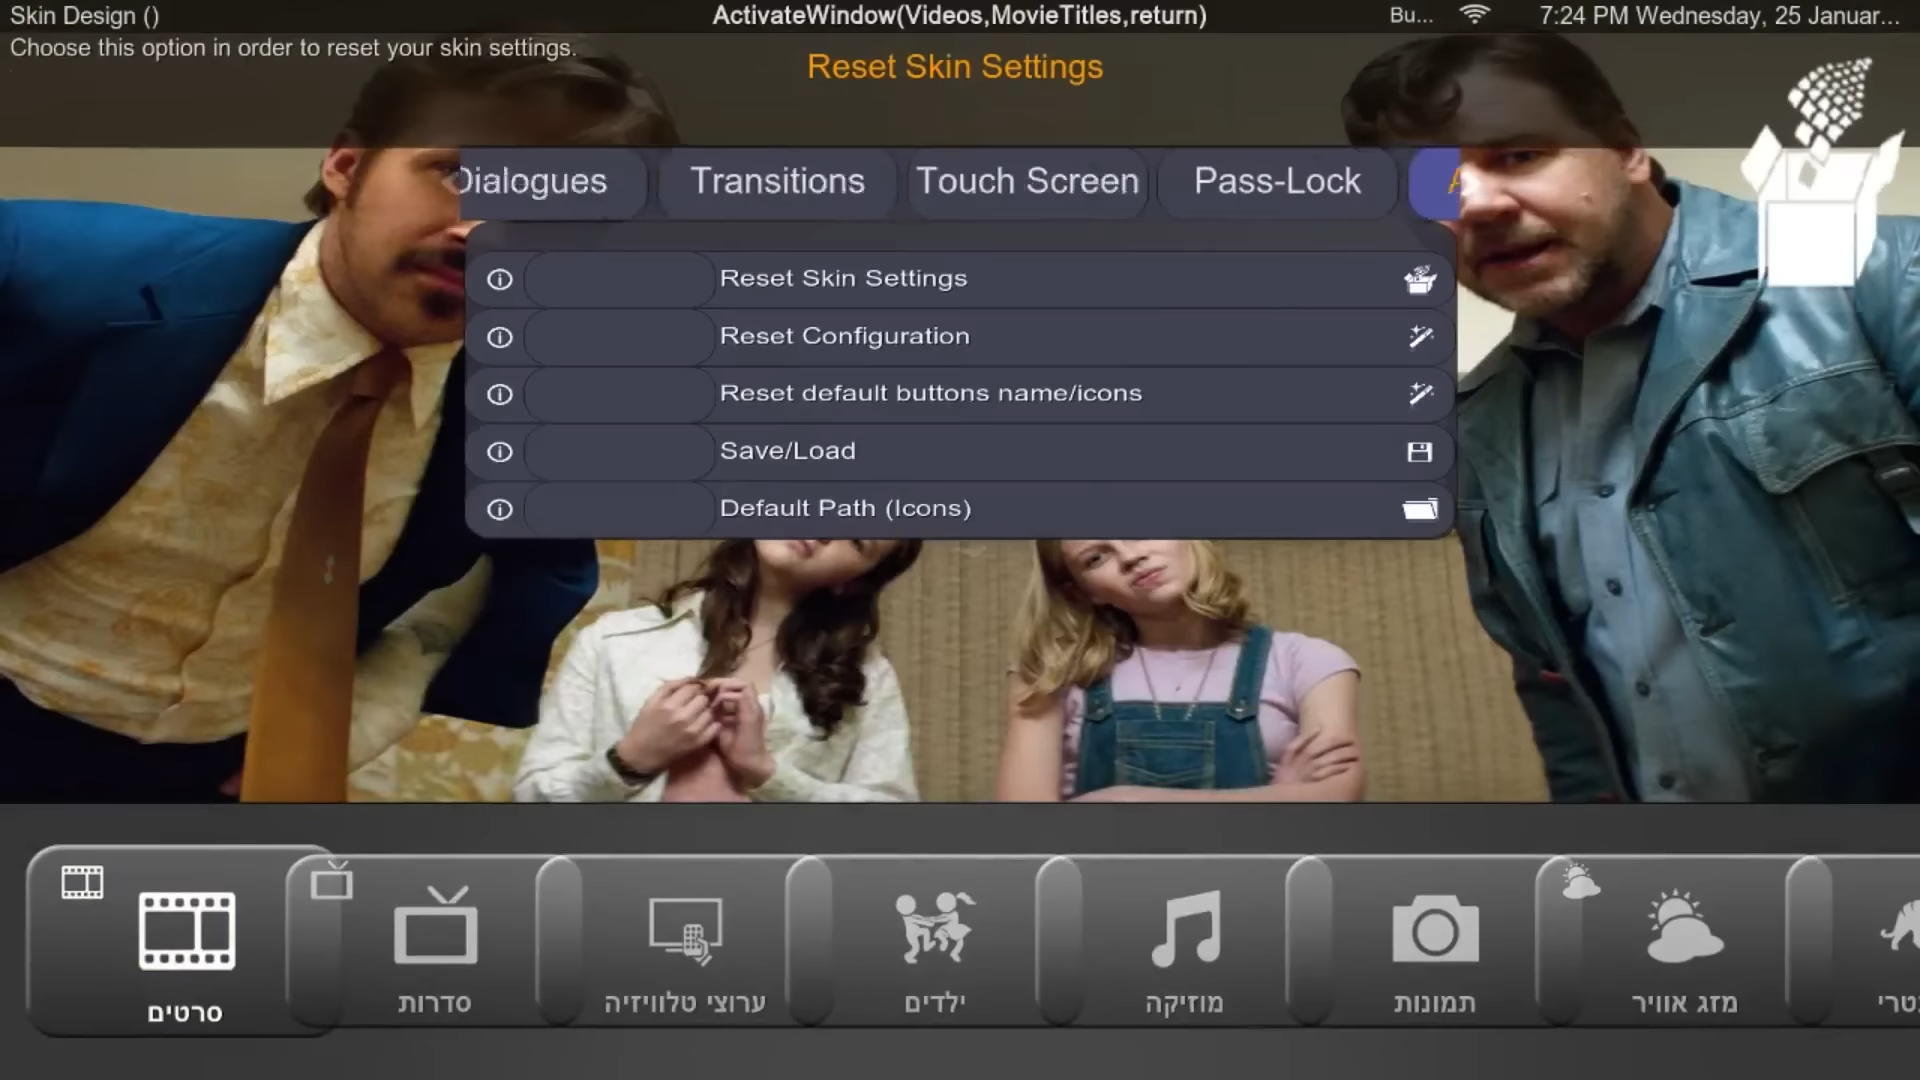 Skin Design ()
ActivateWindow(Videos,MovieTitles,return)
Bu...
7:24 PM Wednesday, 25 Januar...
Choose this option in order to reset your skin settings.
Reset Skin Settings
Dialogues
Transitions
Touch Screen
Pass-Lock
Reset Skin Settings
Reset Configuration
Reset default buttons name/icons
Save/Load
Default Path (Icons)
סרטים
סדרות
ערוצי טלוויזיה
ילדים
מוזיקה
תמונות
מזג אוויר